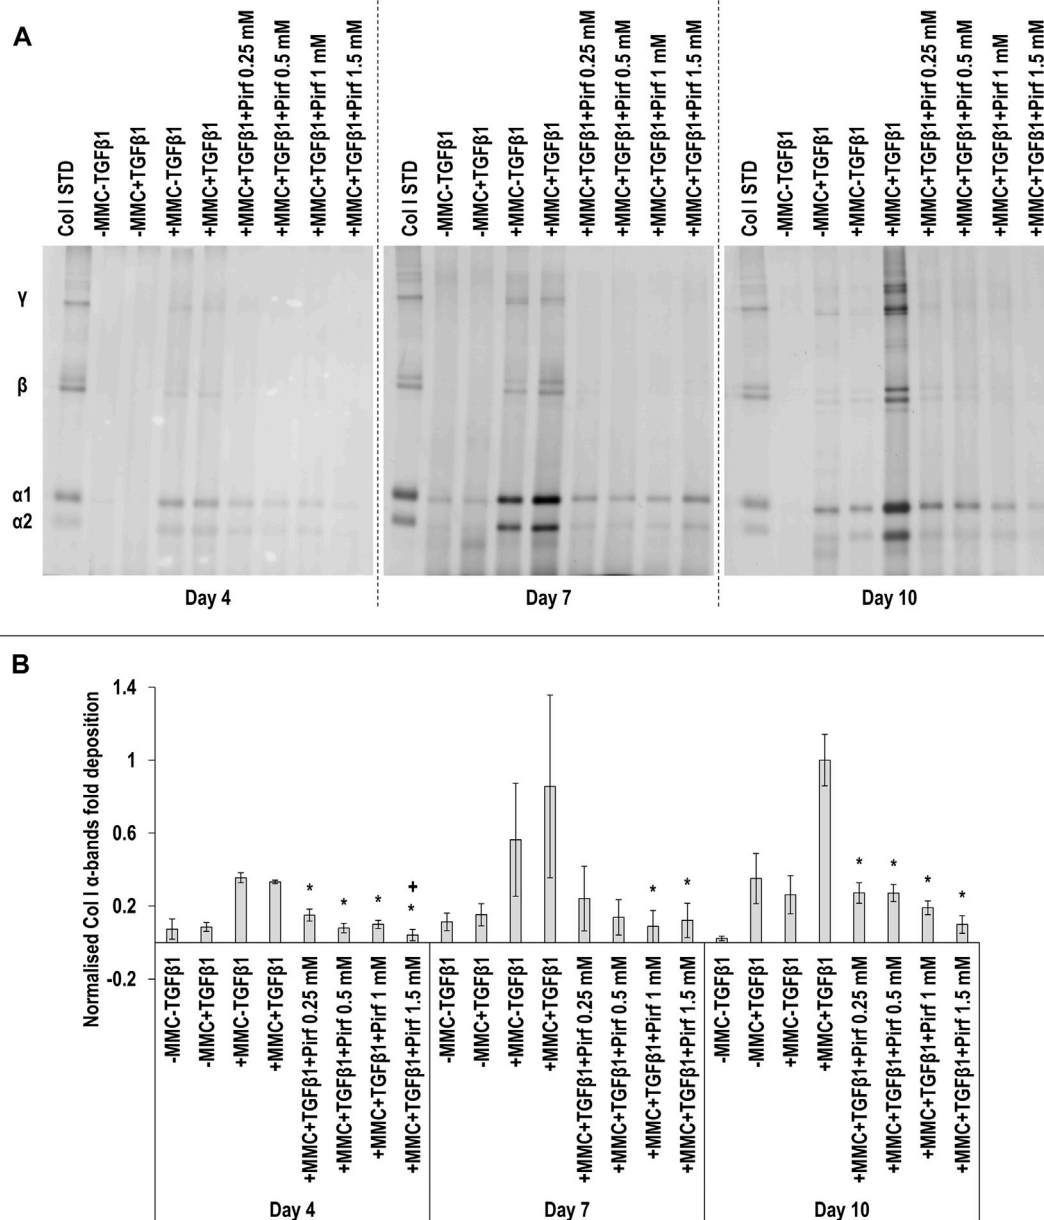 A
Col I STD
-MMC-TGFβ1
-MMC+TGFβ1
+MMC-TGFβ1
+MMC+TGFβ1
+MMC+TGFβ1+Pirf 0.25 mM
+MMC+TGFβ1+Pirf 0.5 mM
+MMC+TGFβ1+Pirf 1 mM
+MMC+TGFβ1+Pirf 1.5 mM
Col I STD
-MMC-TGFβ1
-MMC+TGFβ1
+MMC-TGFβ1
+MMC+TGFβ1
+MMC+TGFβ1+Pirf 0.25 mM
+MMC+TGFβ1+Pirf 0.5 mM
+MMC+TGFβ1+Pirf 1 mM
+MMC+TGFβ1+Pirf 1.5 mM
Col I STD
-MMC-TGFβ1
-MMC+TGFβ1
+MMC+TGFβ1
+MMC+TGFβ1
+MMC+TGFβ1+Pirf 0.25 mM
+MMC+TGFβ1+Pirf 0.5 mM
+MMC+TGFβ1+Pirf 1 mM
+MMC+TGFβ1+Pirf 1.5 mM
γ
β
α1
α2
Day 4
Day 7
Day 10
B
Normalised Col I α-bands fold deposition
1.4
1
0.6
0.2
-0.2
*
*
*
+
*
*
*
*
*
*
*
-MMC-TGFβ1
-MMC+TGFβ1
+MMC-TGFβ1
+MMC+TGFβ1
+MMC+TGFβ1+Pirf 0.25 mM
+MMC+TGFβ1+Pirf 0.5 mM
+MMC+TGFβ1+Pirf 1 mM
+MMC+TGFβ1+Pirf 1.5 mM
-MMC-TGFβ1
-MMC+TGFβ1
+MMC-TGFβ1
+MMC+TGFβ1
+MMC+TGFβ1+Pirf 0.25 mM
+MMC+TGFβ1+Pirf 0.5 mM
+MMC+TGFβ1+Pirf 1 mM
+MMC+TGFβ1+Pirf 1.5 mM
-MMC-TGFβ1
-MMC+TGFβ1
+MMC-TGFβ1
+MMC+TGFβ1
+MMC+TGFβ1+Pirf 0.25 mM
+MMC+TGFβ1+Pirf 0.5 mM
+MMC+TGFβ1+Pirf 1 mM
+MMC+TGFβ1+Pirf 1.5 mM
Day 4
Day 7
Day 10